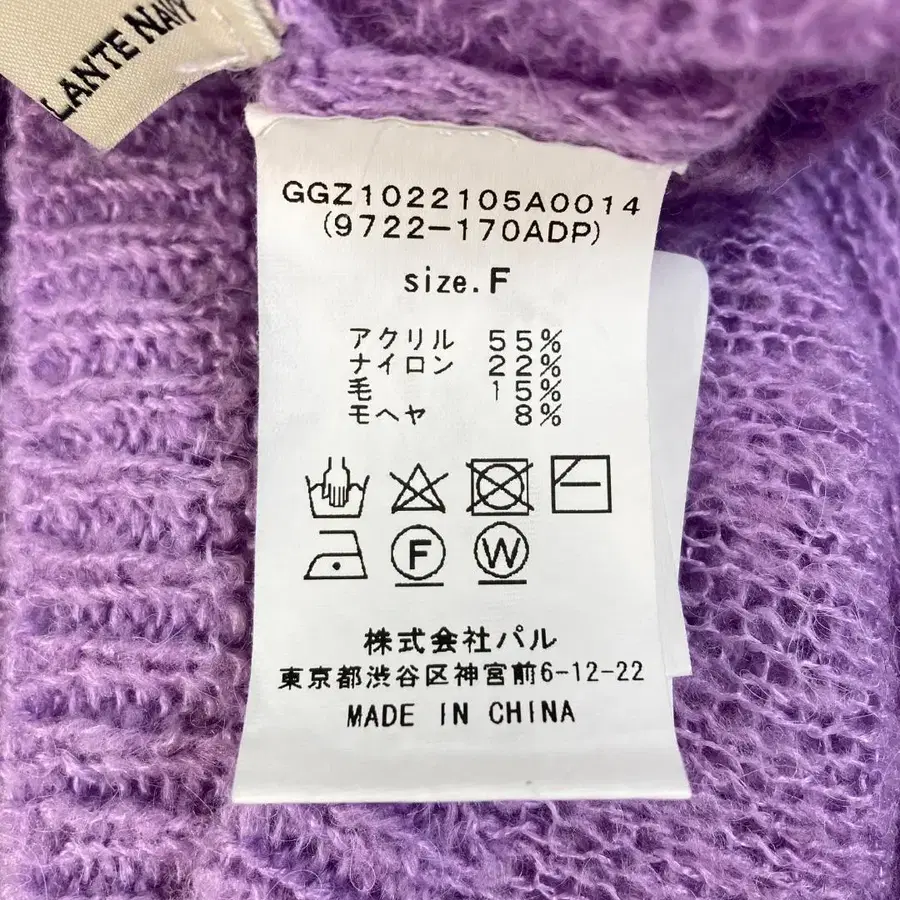 LANTE NAVY
GGZ1022105A0014
(9722-170ADP)
size.F
アクリル 55%
ナイロン 22%
毛 15%
モヘヤ 8%
F W
株式会社パル
東京都渋谷区神宮前6-12-22
MADE IN CHINA